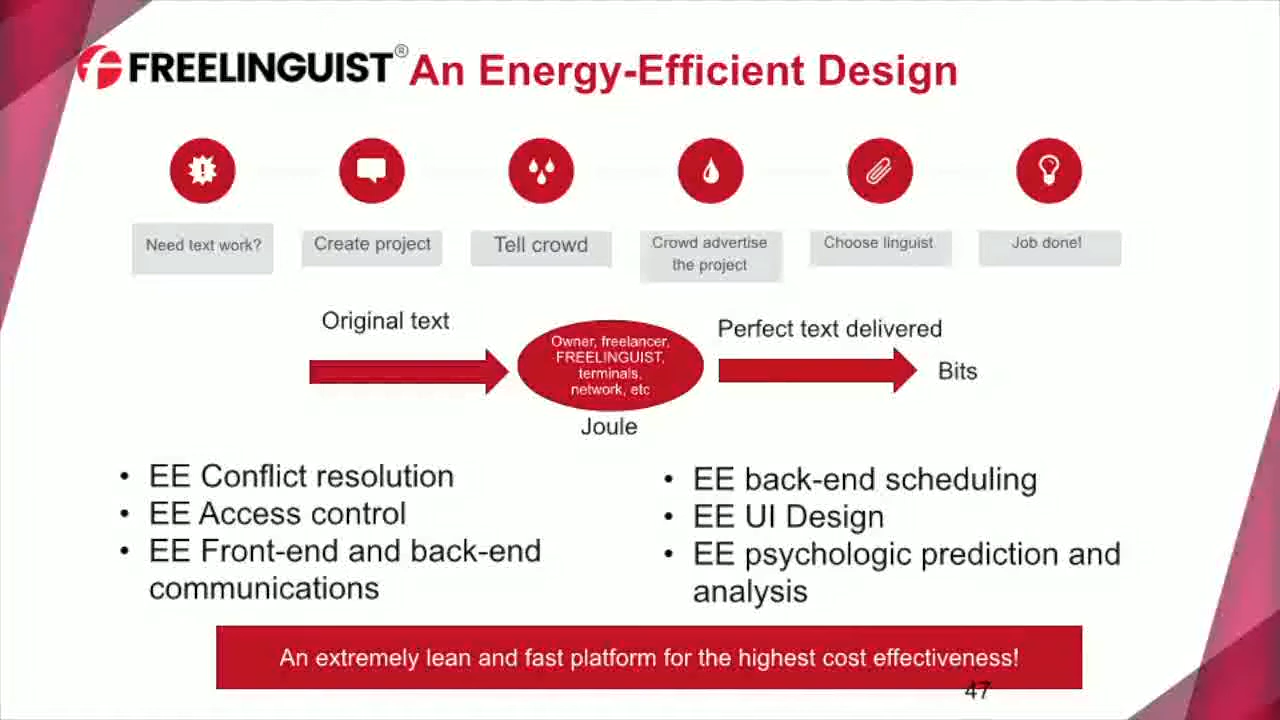 FREELINGUIST® An Energy-Efficient Design
Need text work?
Create project
Tell crowd
Crowd advertise
the project
Choose linguist
Job done!
Original text
Owner, freelancer,
FREELINGUIST,
terminals,
network, etc
Joule
Perfect text delivered
Bits
• EE Conflict resolution
• EE Access control
• EE Front-end and back-end
communications
• EE back-end scheduling
• EE UI Design
• EE psychologic prediction and
analysis
An extremely lean and fast platform for the highest cost effectiveness!
47